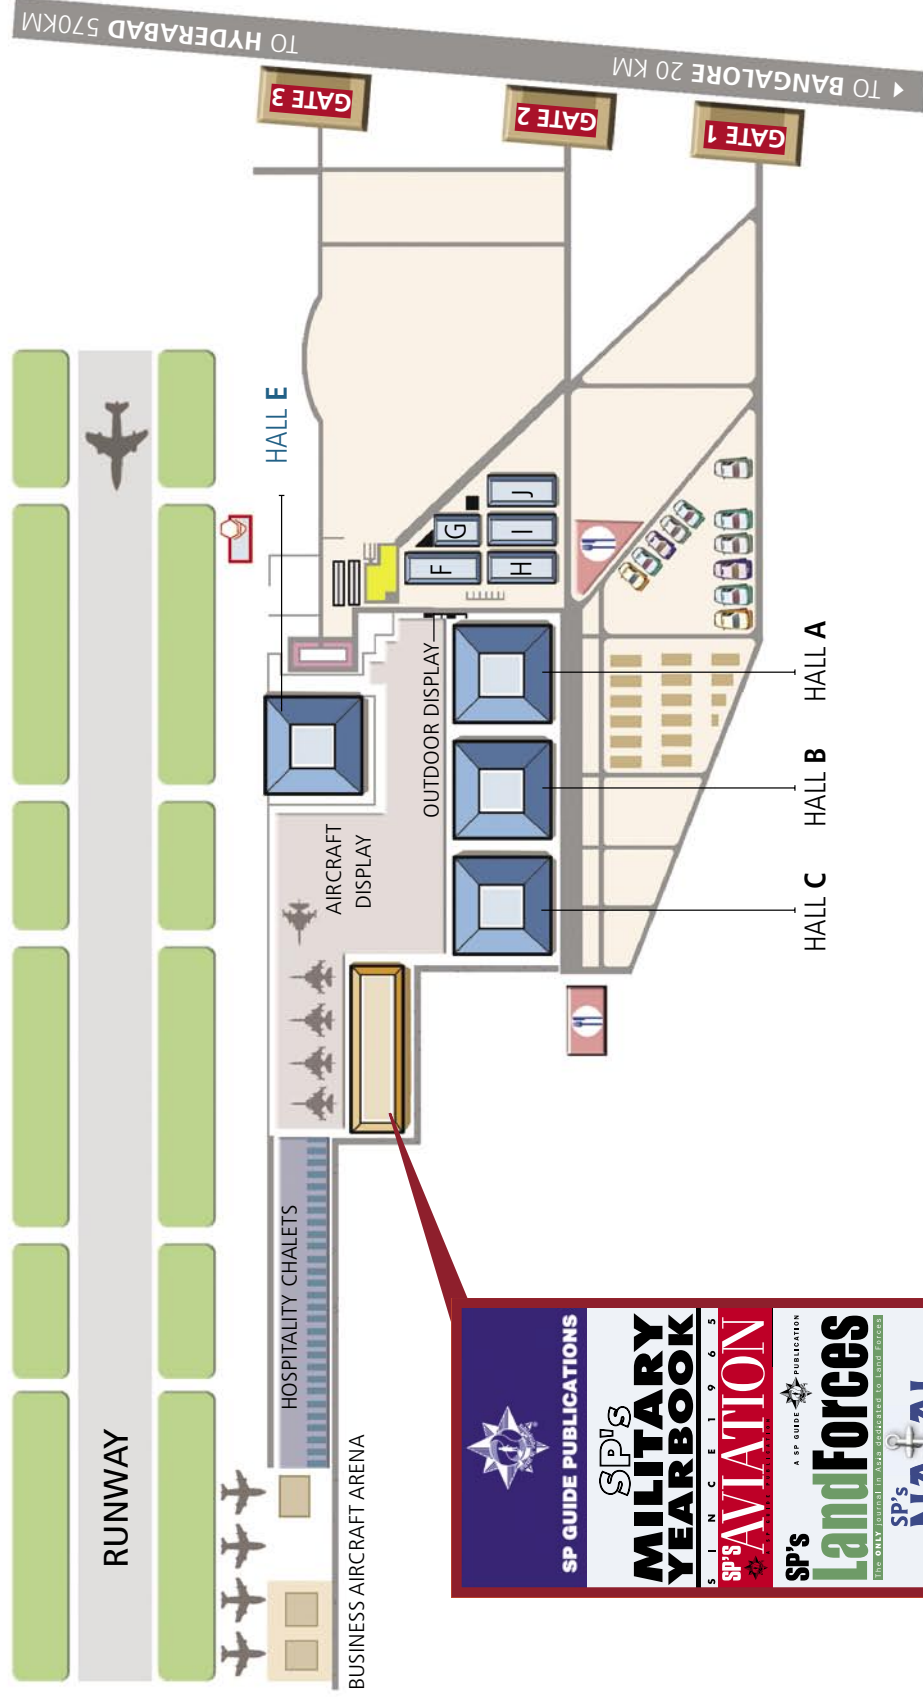 TO HYDERABAD 570KM
TO BANGALORE 20 KM
GATE 3
GATE 2
GATE 1
HALL E
RUNWAY
F
G
H
I
J
OUTDOOR DISPLAY
AIRCRAFT
DISPLAY
HALL A
HALL B
HALL C
HOSPITALITY CHALETS
BUSINESS AIRCRAFT ARENA
SP GUIDE PUBLICATIONS
SP's
MILITARY
YEARBOOK
SINCE 1965
SP'S AVIATION
SP's
A SP GUIDE PUBLICATION
LandForces
The ONLY journal in Asia dedicated to Land Forces
SP's